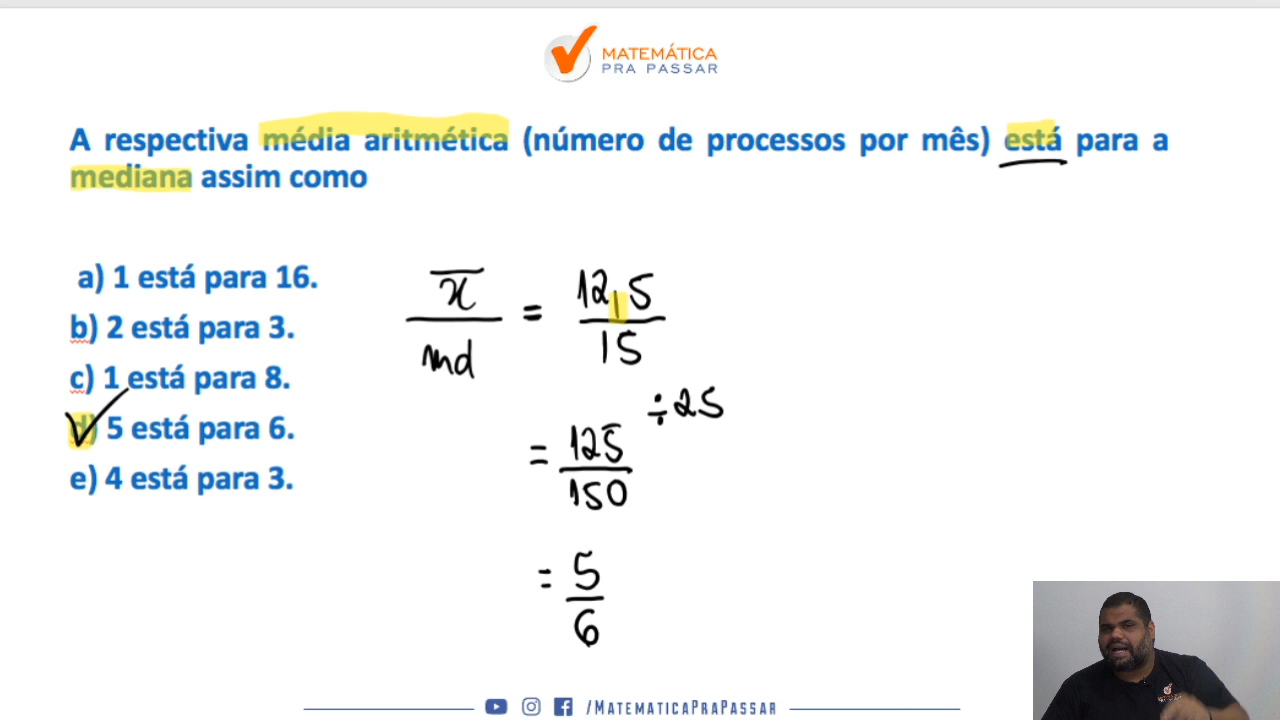 MATEMÁTICA
PRA PASSAR
A respectiva média aritmética (número de processos por mês) está para a
mediana assim como
a) 1 está para 16.
b) 2 está para 3.
c) 1 está para 8.
d) 5 está para 6.
e) 4 está para 3.
x̄ / md = 12,5 / 15
÷25
= 125 / 150
= 5 / 6
/MATEMATICAPRAPASSAR